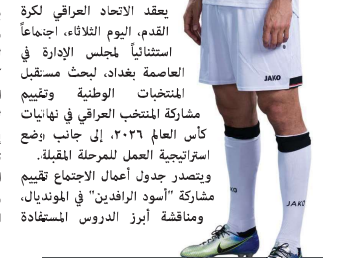 يعقد الاتحاد العراقي لكرة
القدم، اليوم الثلاثاء، اجتماعاً
استثنائياً لمجلس الإدارة في
العاصمة بغداد، لبحث مستقبل
المنتخبات الوطنية وتقييم
مشاركة المنتخب العراقي في نهائيات
كأس العالم ٢٠٢٦، إلى جانب وضع
استراتيجية العمل للمرحلة المقبلة.
ويتصدر جدول أعمال الاجتماع تقييم
مشاركة "أسود الرافدين" في المونديال،
ومناقشة أبرز الدروس المستفادة
JAKO
JAKO
JAKO